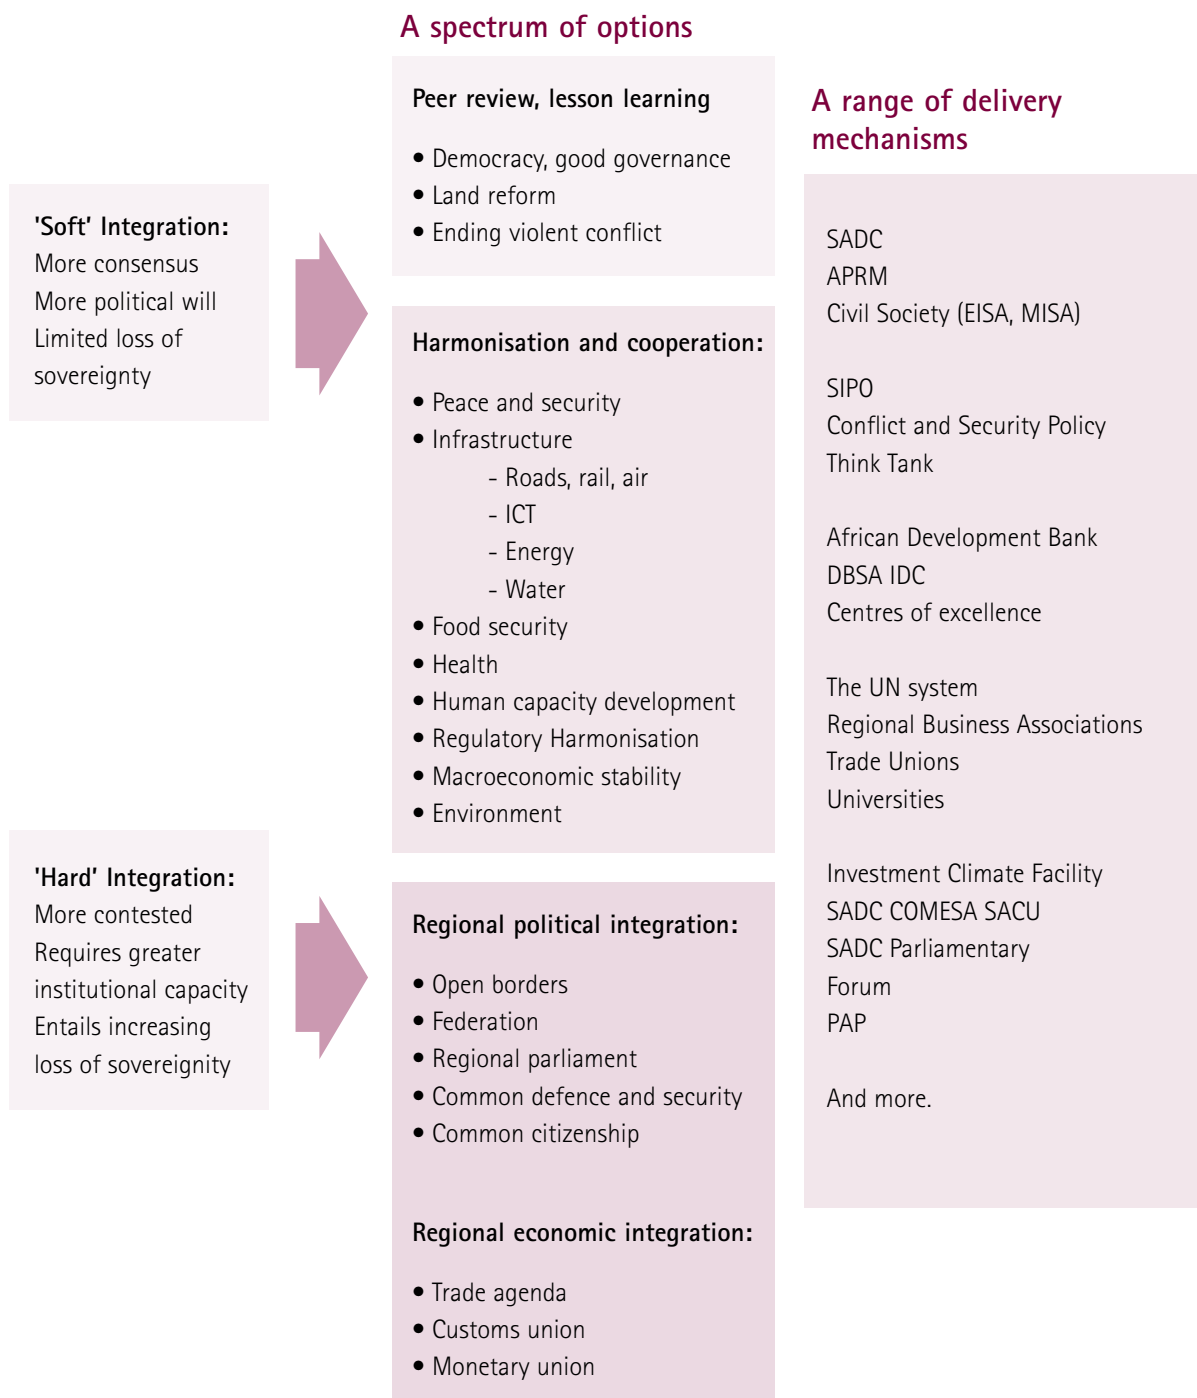 A spectrum of options
Peer review, lesson learning
• Democracy, good governance
• Land reform
• Ending violent conflict
'Soft’ Integration:
More consensus
More political will
Limited loss of
sovereignty
Harmonisation and cooperation:
• Peace and security
• Infrastructure
- Roads, rail, air
- ICT
- Energy
- Water
• Food security
• Health
• Human capacity development
• Regulatory Harmonisation
• Macroeconomic stability
• Environment
'Hard’ Integration:
More contested
Requires greater
institutional capacity
Entails increasing
loss of sovereignity
Regional political integration:
• Open borders
• Federation
• Regional parliament
• Common defence and security
• Common citizenship
Regional economic integration:
• Trade agenda
• Customs union
• Monetary union
A range of delivery
mechanisms
SADC
APRM
Civil Society (EISA, MISA)
SIPO
Conflict and Security Policy
Think Tank
African Development Bank
DBSA IDC
Centres of excellence
The UN system
Regional Business Associations
Trade Unions
Universities
Investment Climate Facility
SADC COMESA SACU
SADC Parliamentary
Forum
PAP
And more.